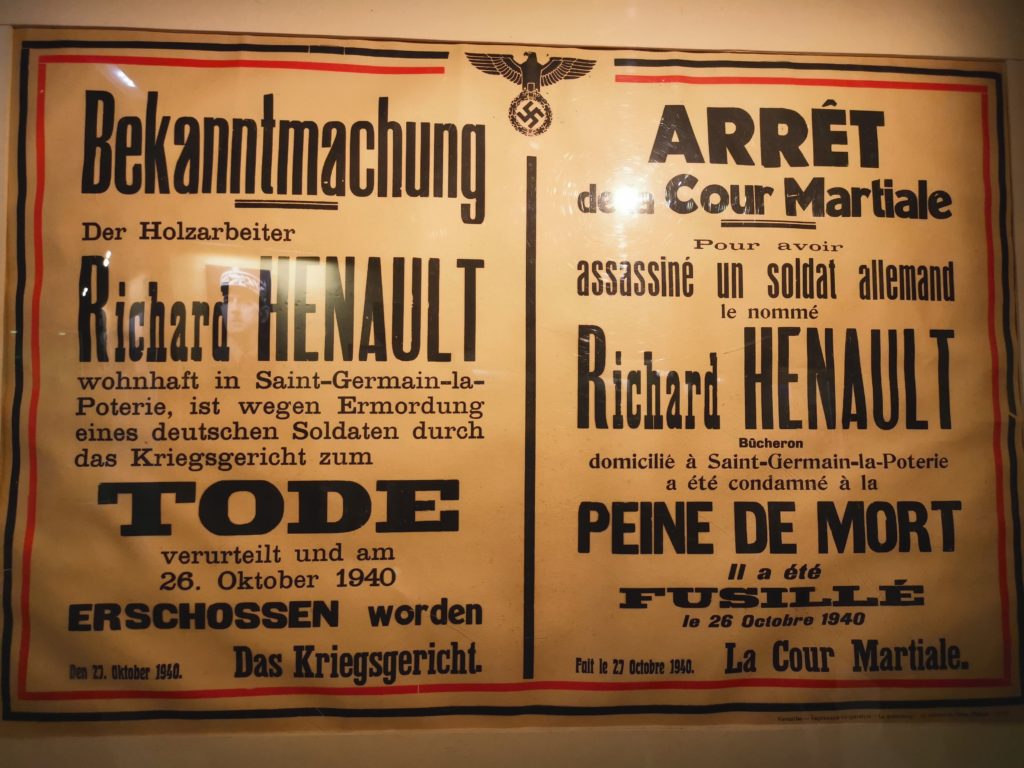 Bekanntmachung
Der Holzarbeiter
Richard HENAULT
wohnhaft in Saint-Germain-la-
Poterie, ist wegen Ermordung
eines deutschen Soldaten durch
das Kriegsgericht zum
TODE
verurteilt und am
26. Oktober 1940
ERSCHOSSEN worden
Den 27. Oktober 1940.
Das Kriegsgericht.
ARRÊT
de la Cour Martiale
Pour avoir
assassiné un soldat allemand
le nommé
Richard HENAULT
Bûcheron
domicilié à Saint-Germain-la-Poterie
a été condamné à la
PEINE DE MORT
Il a été
FUSILLÉ
le 26 Octobre 1940
Fait le 27 Octobre 1940.
La Cour Martiale.